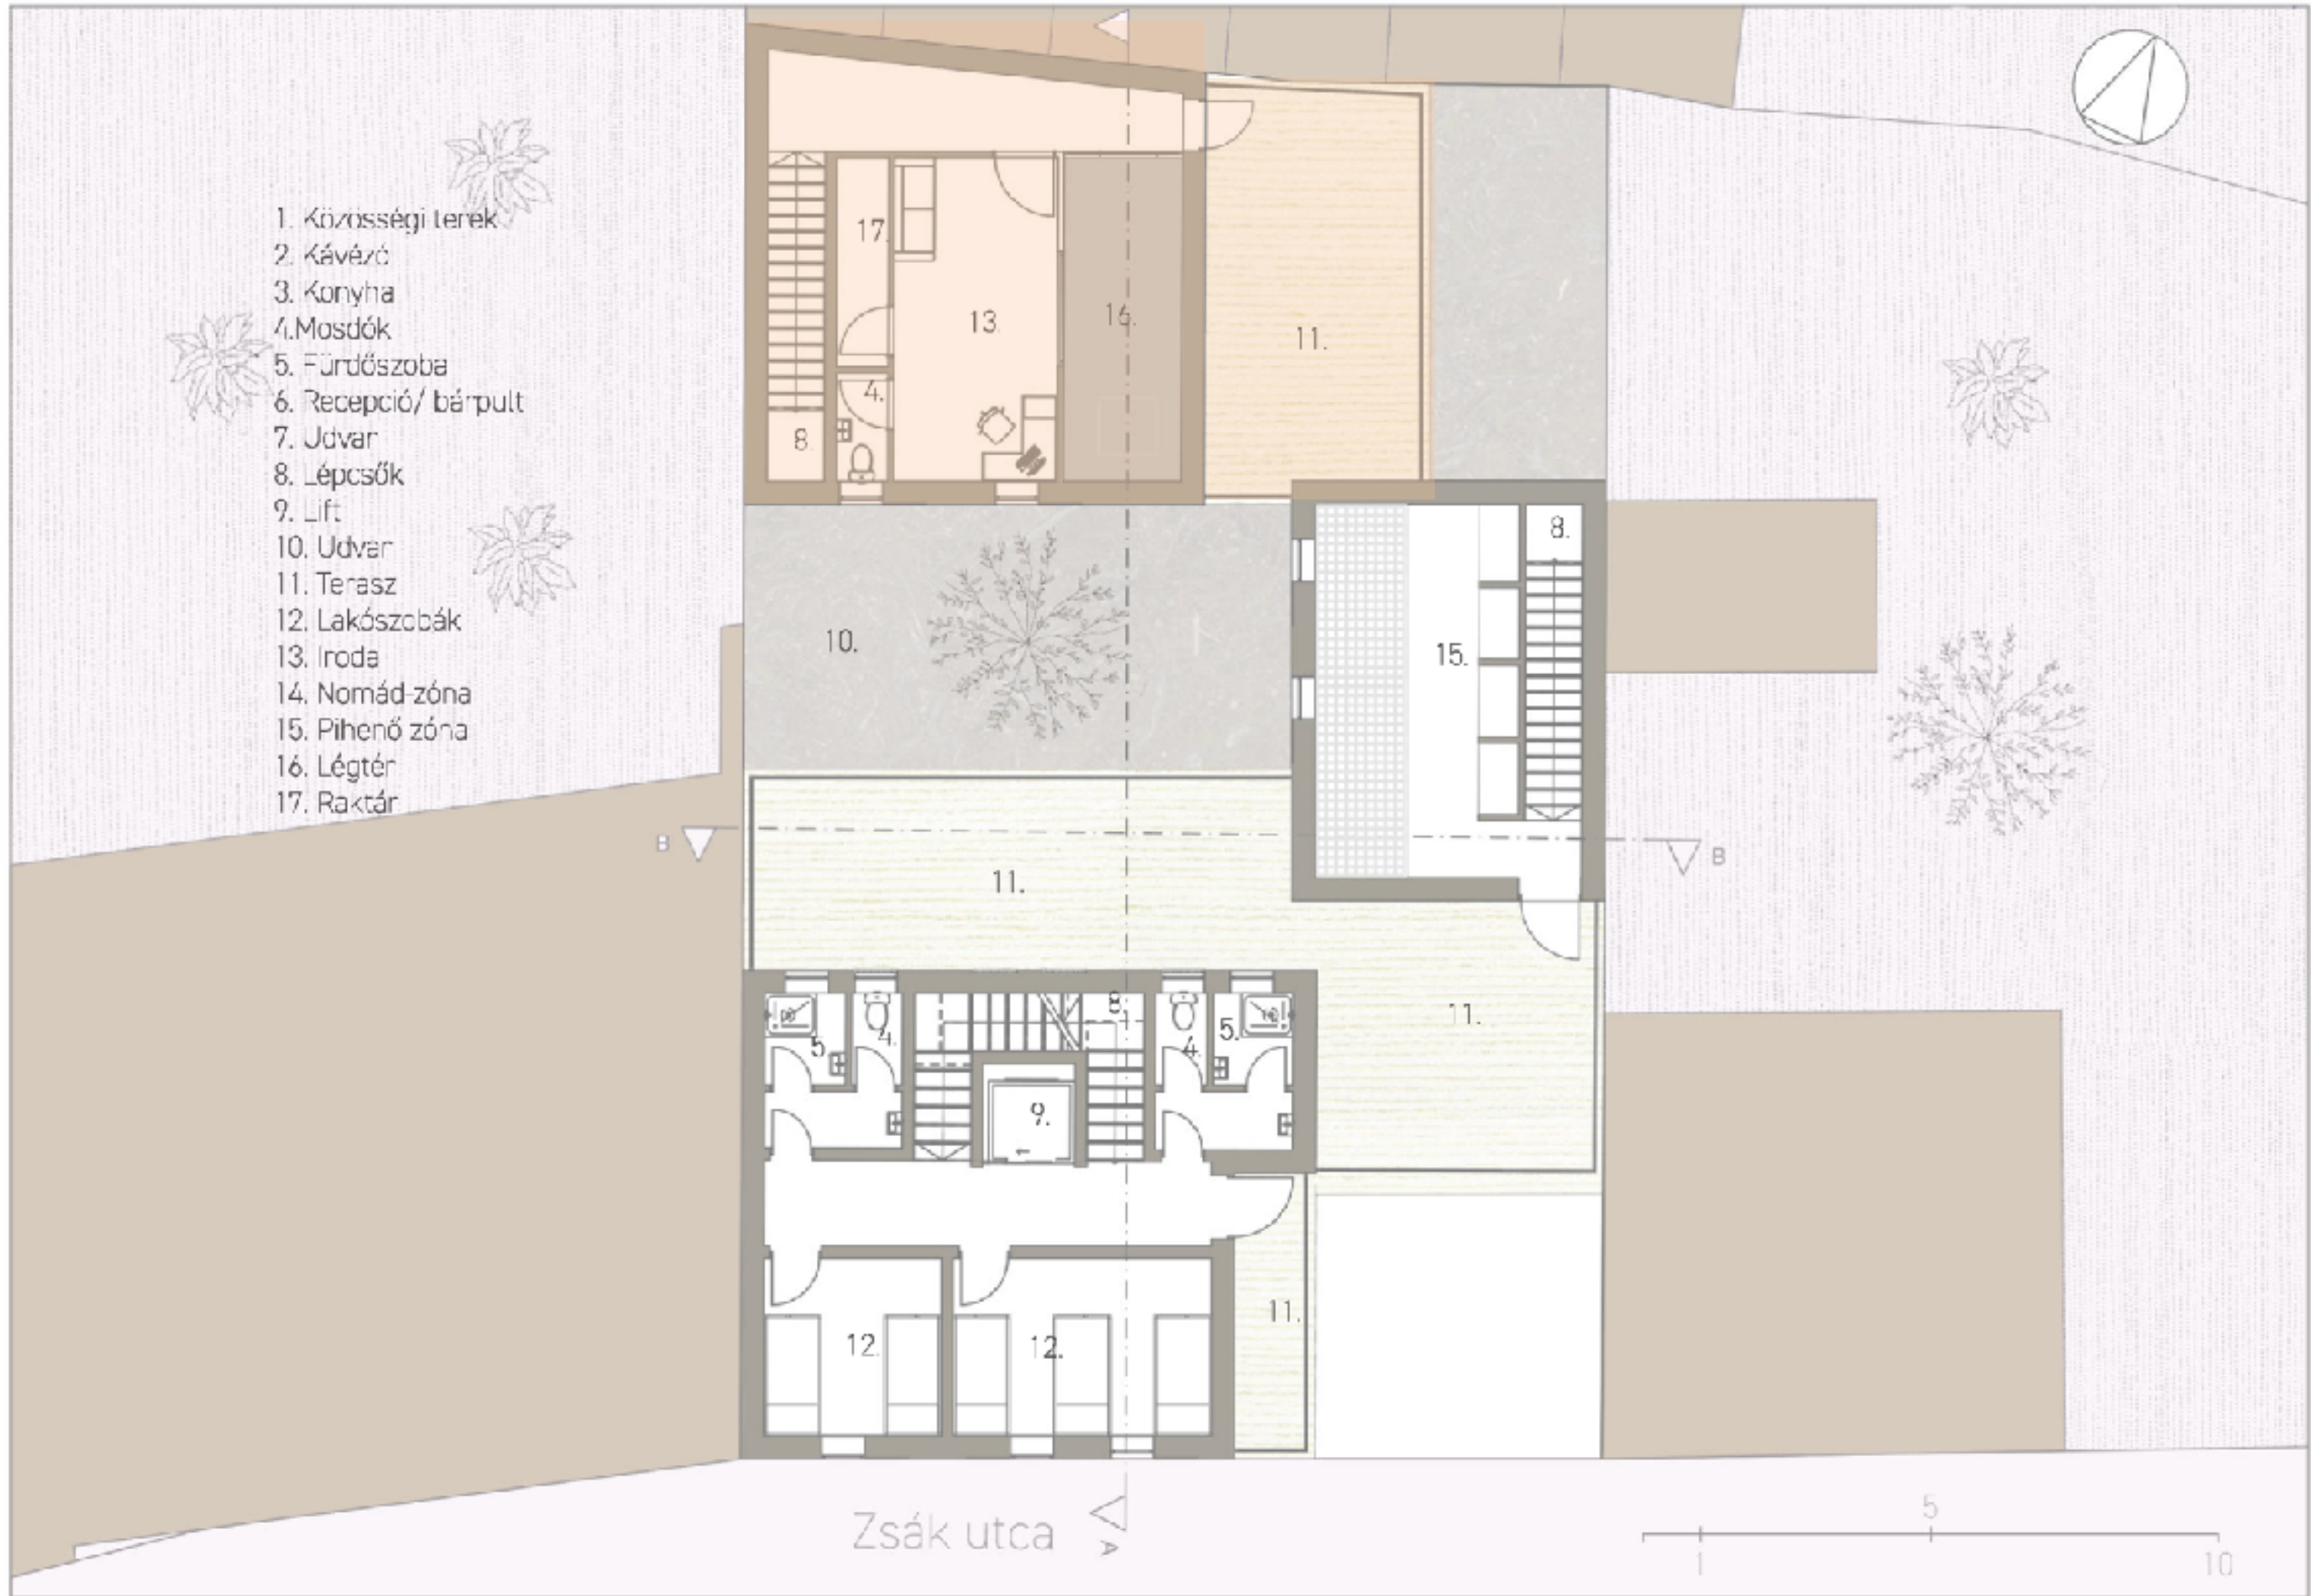 1. Közösségi terek
2. Kávézó
3. Konyha
4.Mosdók
5. Fürdőszoba
6. Recepció/ bárpult
7. Udvar
8. Lépcsők
9. Lift
10. Udvar
11. Terasz
12. Lakószobák
13. Iroda
14. Nomád zóna
15. Pihenő zóna
16. Légtér
17. Raktár
17.
13.
16.
11.
4.
8.
8.
10.
15.
B
B
11.
8.
5.
4.
4.
5.
11.
9.
11.
12.
12.
Zsák utca
A
5
1
10